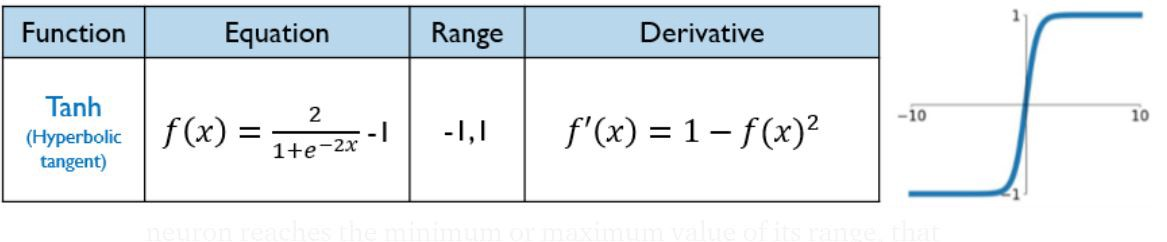 Function Equation Range Derivative
Tanh
(Hyperbolic
tangent)
f(x) = 2/(1+e^{-2x}) -1
-1,1
f'(x) = 1 − f(x)²
1
−10
10
−1
neuron reaches the minimum or maximum value of its range, that